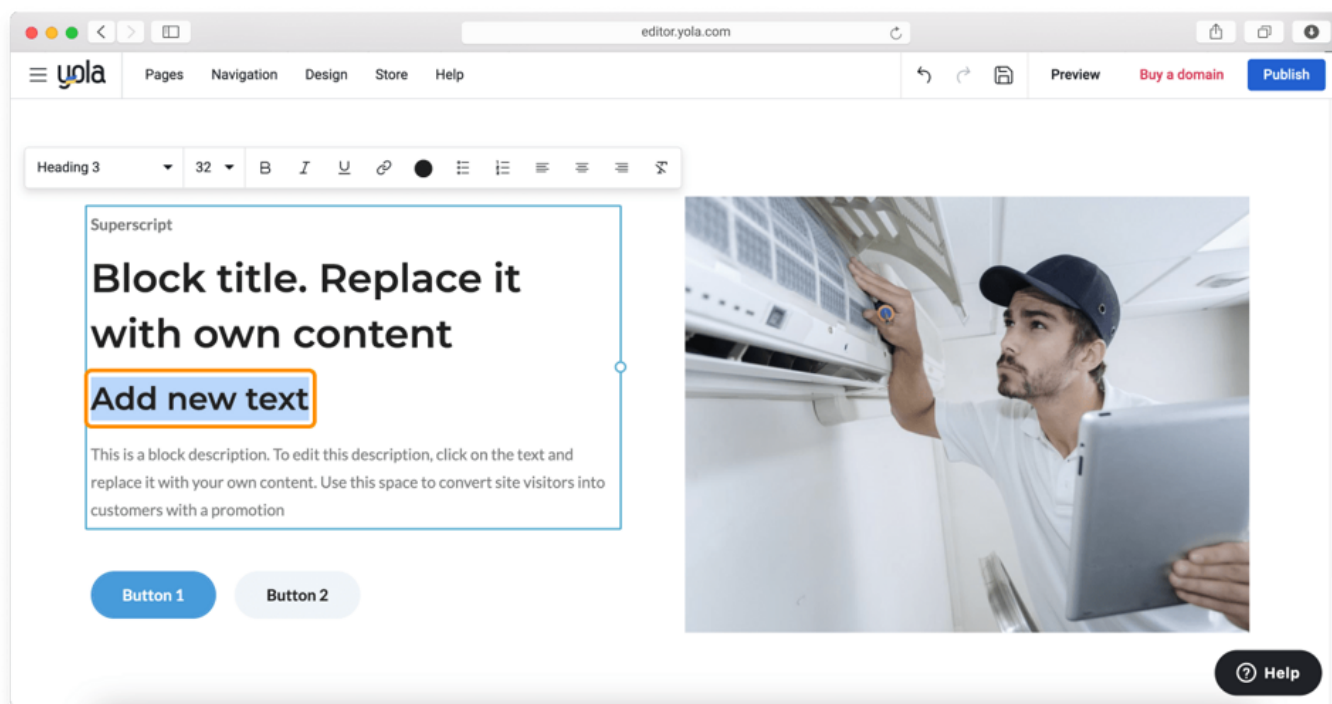 editor.yola.com
yola Pages Navigation Design Store Help Preview Buy a domain Publish
Heading 3 32 B I U
Superscript
Block title. Replace it
with own content
Add new text
This is a block description. To edit this description, click on the text and
replace it with your own content. Use this space to convert site visitors into
customers with a promotion
Button 1 Button 2
Help